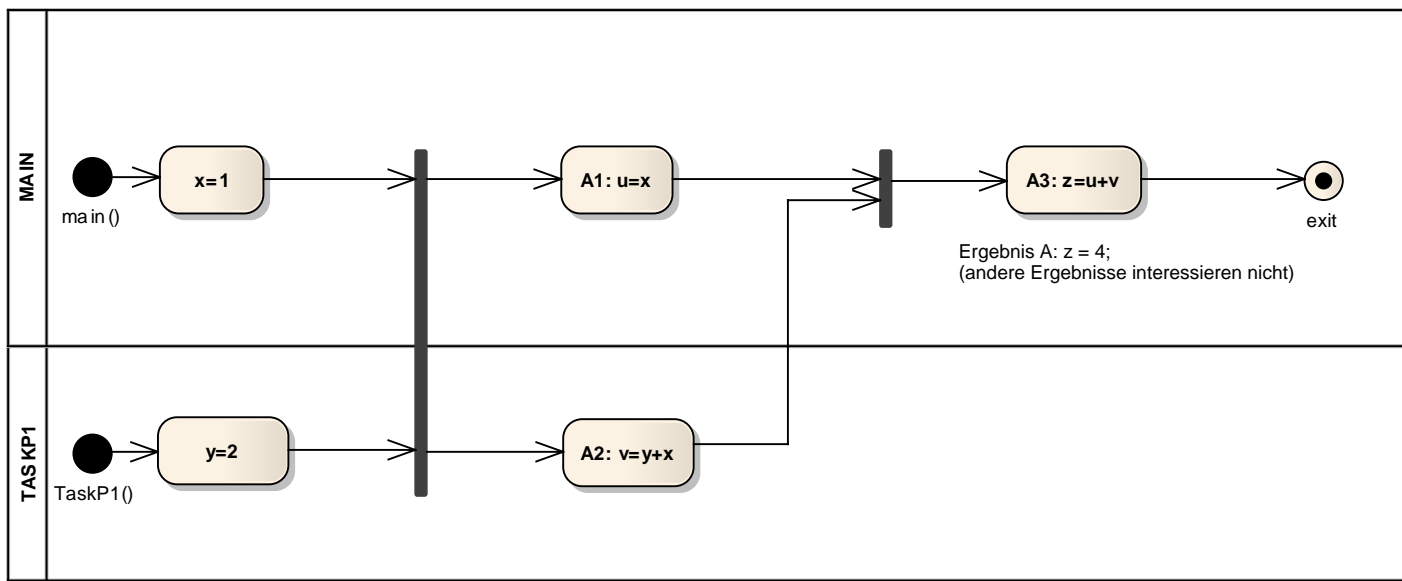 MAIN
main()
x=1
A1: u=x
A3: z=u+v
exit
Ergebnis A: z = 4;
(andere Ergebnisse interessieren nicht)
TASKP1
TaskP1()
y=2
A2: v=y+x